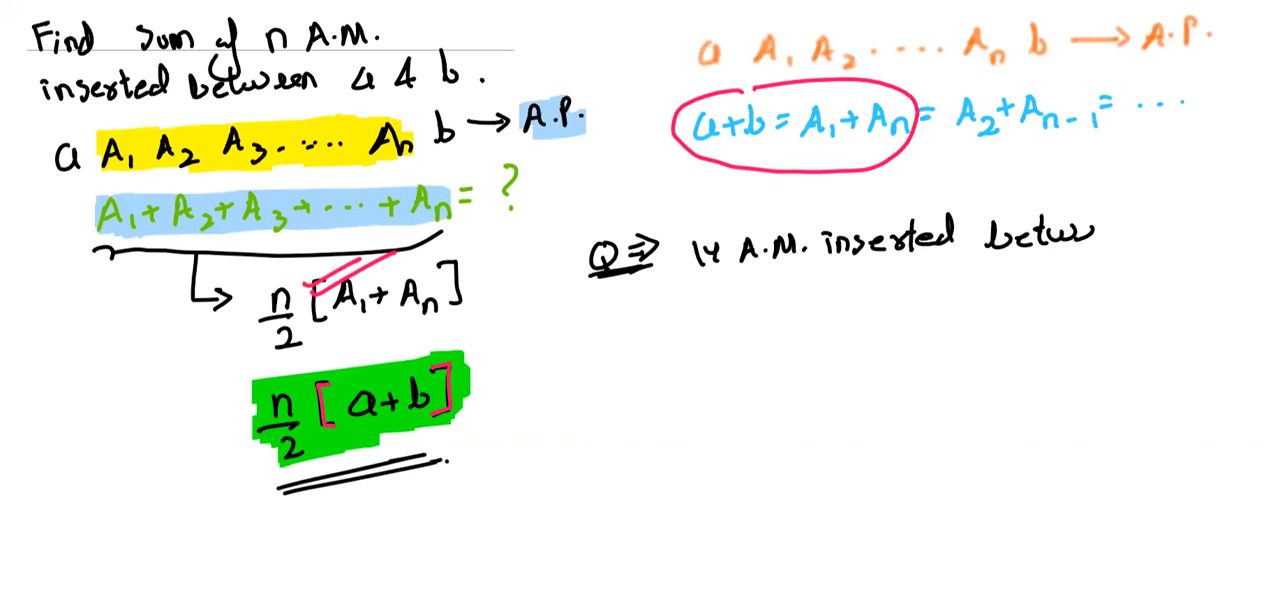 Find sum of n A.M.
inserted between a & b.
a A₁ A₂ A₃ ..... Aₙ b → A.P.
A₁ + A₂ + A₃ + ... + Aₙ = ?
n/2 [A₁ + Aₙ]
n/2 [a+b]
a A₁ A₂ ..... Aₙ b → A.P.
a+b = A₁ + Aₙ = A₂ + Aₙ₋₁ = ...
Q ⇒ 14 A.M. inserted betwe